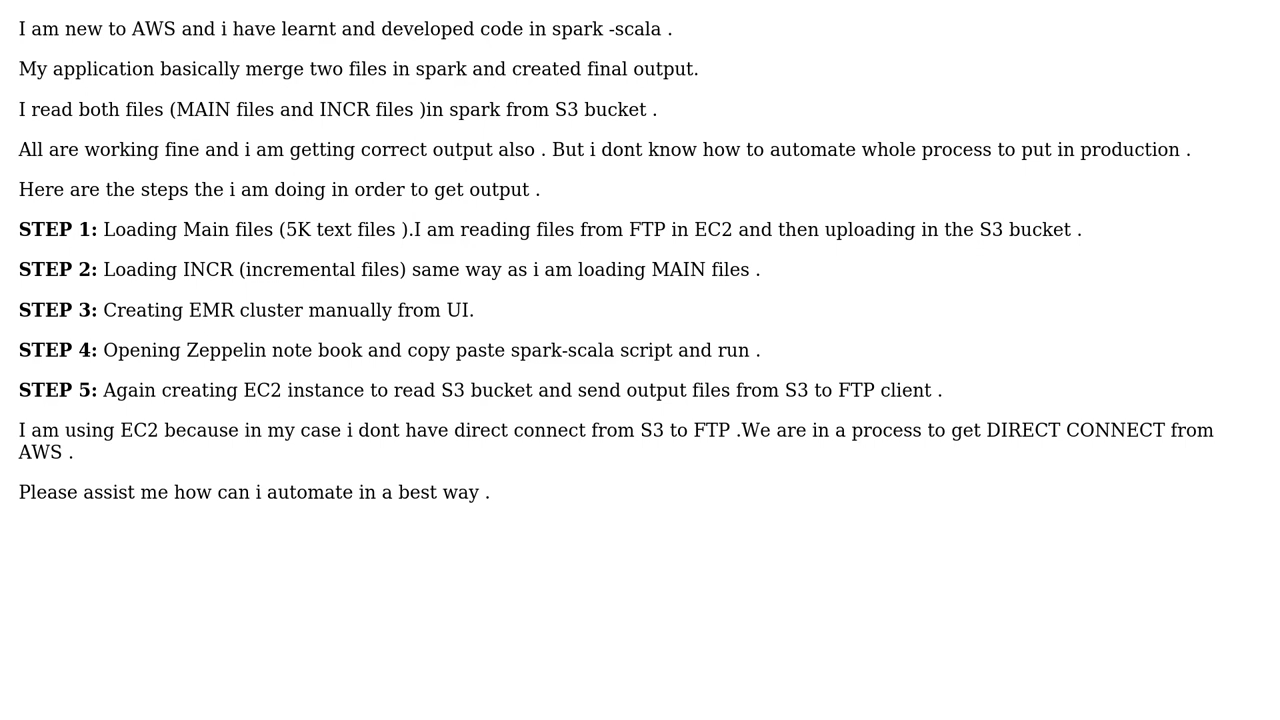 I am new to AWS and i have learnt and developed code in spark -scala .
My application basically merge two files in spark and created final output.
I read both files (MAIN files and INCR files )in spark from S3 bucket .
All are working fine and i am getting correct output also . But i dont know how to automate whole process to put in production .
Here are the steps the i am doing in order to get output .
STEP 1: Loading Main files (5K text files ).I am reading files from FTP in EC2 and then uploading in the S3 bucket .
STEP 2: Loading INCR (incremental files) same way as i am loading MAIN files .
STEP 3: Creating EMR cluster manually from UI.
STEP 4: Opening Zeppelin note book and copy paste spark-scala script and run .
STEP 5: Again creating EC2 instance to read S3 bucket and send output files from S3 to FTP client .
I am using EC2 because in my case i dont have direct connect from S3 to FTP .We are in a process to get DIRECT CONNECT from
AWS .
Please assist me how can i automate in a best way .